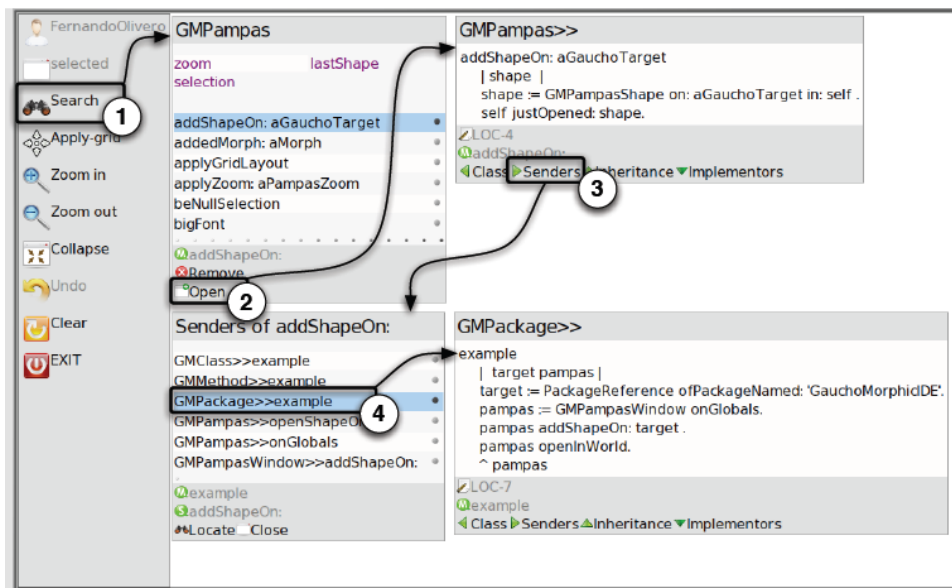 FernandoOlivero
selected
Search
1
Apply-grid
Zoom in
Zoom out
Collapse
Undo
Clear
EXIT
GMPampas
zoom lastShape
selection
addShapeOn: aGauchoTarget
addedMorph: aMorph
applyGridLayout
applyZoom: aPampasZoom
beNullSelection
bigFont
addShapeOn:
Remove
Open
2
GMPampas>>
addShapeOn: aGauchoTarget
| shape |
shape := GMPampasShape on: aGauchoTarget in: self .
self justOpened: shape.
LOC-4
addShapeOn:
Class Senders Inheritance Implementors
3
Senders of addShapeOn:
GMClass>>example
GMMethod>>example
GMPackage>>example
4
GMPampas>>openShapeO
GMPampas>>onGlobals
GMPampasWindow>>addShapeOn:
example
addShapeOn:
Locate Close
GMPackage>>
example
| target pampas |
target := PackageReference ofPackageNamed: 'GauchoMorphicIDE'.
pampas := GMPampasWindow onGlobals.
pampas addShapeOn: target .
pampas openInWorld.
^ pampas
LOC-7
example
Class Senders Inheritance Implementors